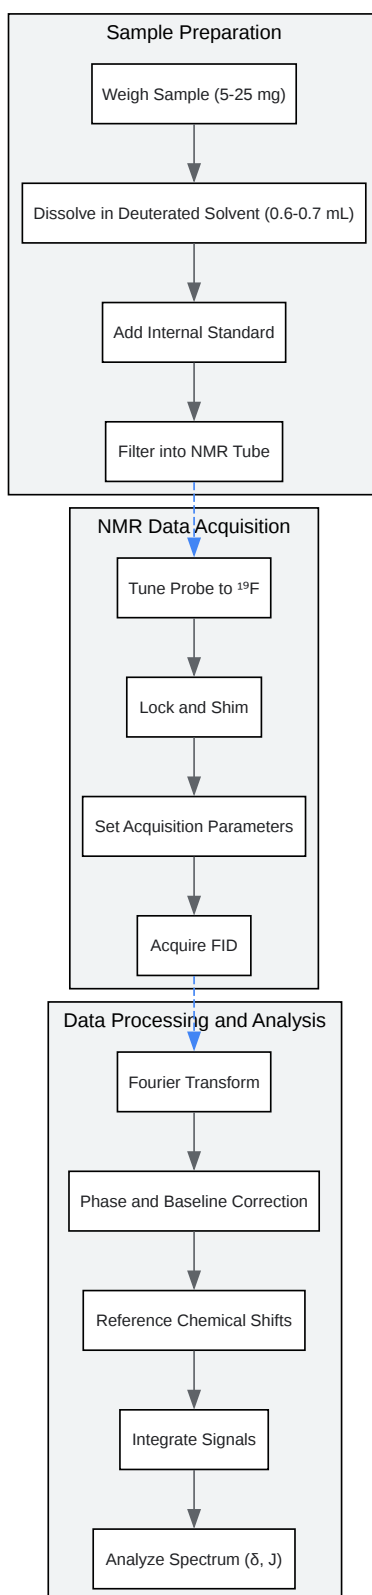 Sample Preparation
Weigh Sample (5-25 mg)
Dissolve in Deuterated Solvent (0.6-0.7 mL)
Add Internal Standard
Filter into NMR Tube
NMR Data Acquisition
Tune Probe to ¹⁹F
Lock and Shim
Set Acquisition Parameters
Acquire FID
Data Processing and Analysis
Fourier Transform
Phase and Baseline Correction
Reference Chemical Shifts
Integrate Signals
Analyze Spectrum (δ, J)